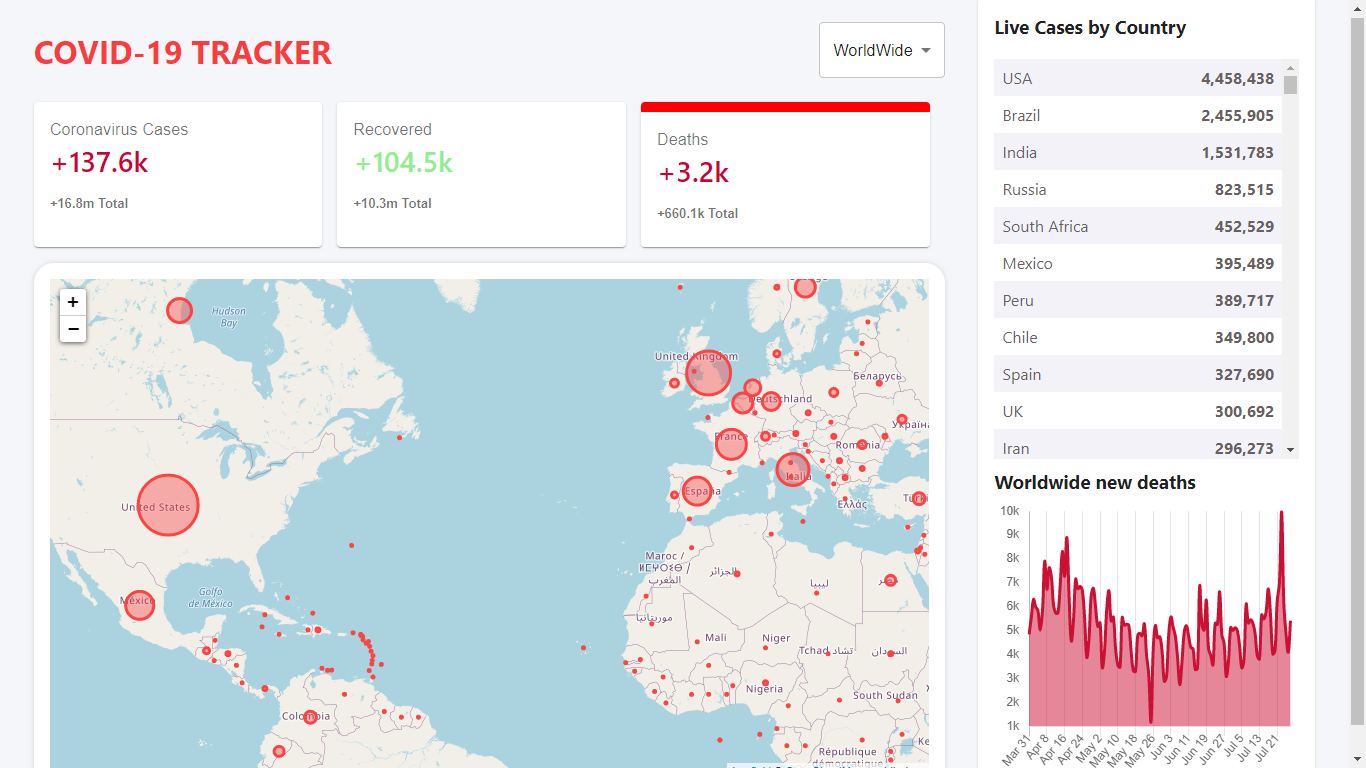 COVID-19 TRACKER
WorldWide
Coronavirus Cases
+137.6k
+16.8m Total
Recovered
+104.5k
+10.3m Total
Deaths
+3.2k
+660.1k Total
+
−
Hudson
Bay
United Kingdom
Беларусь
Deutschland
France
România
Italia
España
Ελλάς
United States
Maroc /
ⵍⵎⵖⵔⵉⴱ /
المغرب
الجزائر
ليبيا
México
Golfo
de México
موريتانيا
Mali
Niger
Tchad تشاد
السودان
Nigeria
South Sudan
Colombia
République
démocratique
Live Cases by Country
USA 4,458,438
Brazil 2,455,905
India 1,531,783
Russia 823,515
South Africa 452,529
Mexico 395,489
Peru 389,717
Chile 349,800
Spain 327,690
UK 300,692
Iran 296,273
Worldwide new deaths
10k
9k
8k
7k
6k
5k
4k
3k
2k
1k
Mar 31
Apr 8
Apr 16
Apr 24
May 2
May 10
May 18
May 26
Jun 3
Jun 11
Jun 19
Jun 27
Jul 5
Jul 13
Jul 21